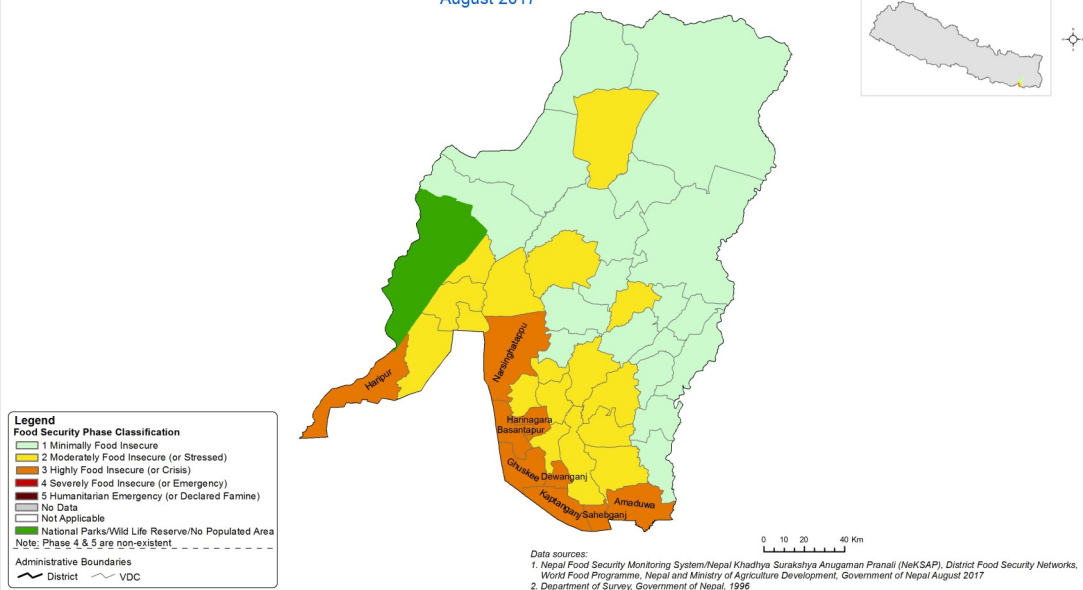 August 2017
Narsinghatappu
Haripur
Harinagara
Basantapur
Ghuskee
Dewanganj
Kaptanganj
Sahebganj
Amaduwa
Legend
Food Security Phase Classification
1 Minimally Food Insecure
2 Moderately Food Insecure (or Stressed)
3 Highly Food Insecure (or Crisis)
4 Severely Food Insecure (or Emergency)
5 Humanitarian Emergency (or Declared Famine)
No Data
Not Applicable
National Parks/Wild Life Reserve/No Populated Area
Note: Phase 4 & 5 are non-existent
Administrative Boundaries
District VDC
0 10 20 40 Km
Data sources:
1. Nepal Food Security Monitoring System/Nepal Khadhya Surakshya Anugaman Pranali (NeKSAP), District Food Security Networks,
World Food Programme, Nepal and Ministry of Agriculture Development, Government of Nepal August 2017
2. Department of Survey, Government of Nepal, 1996